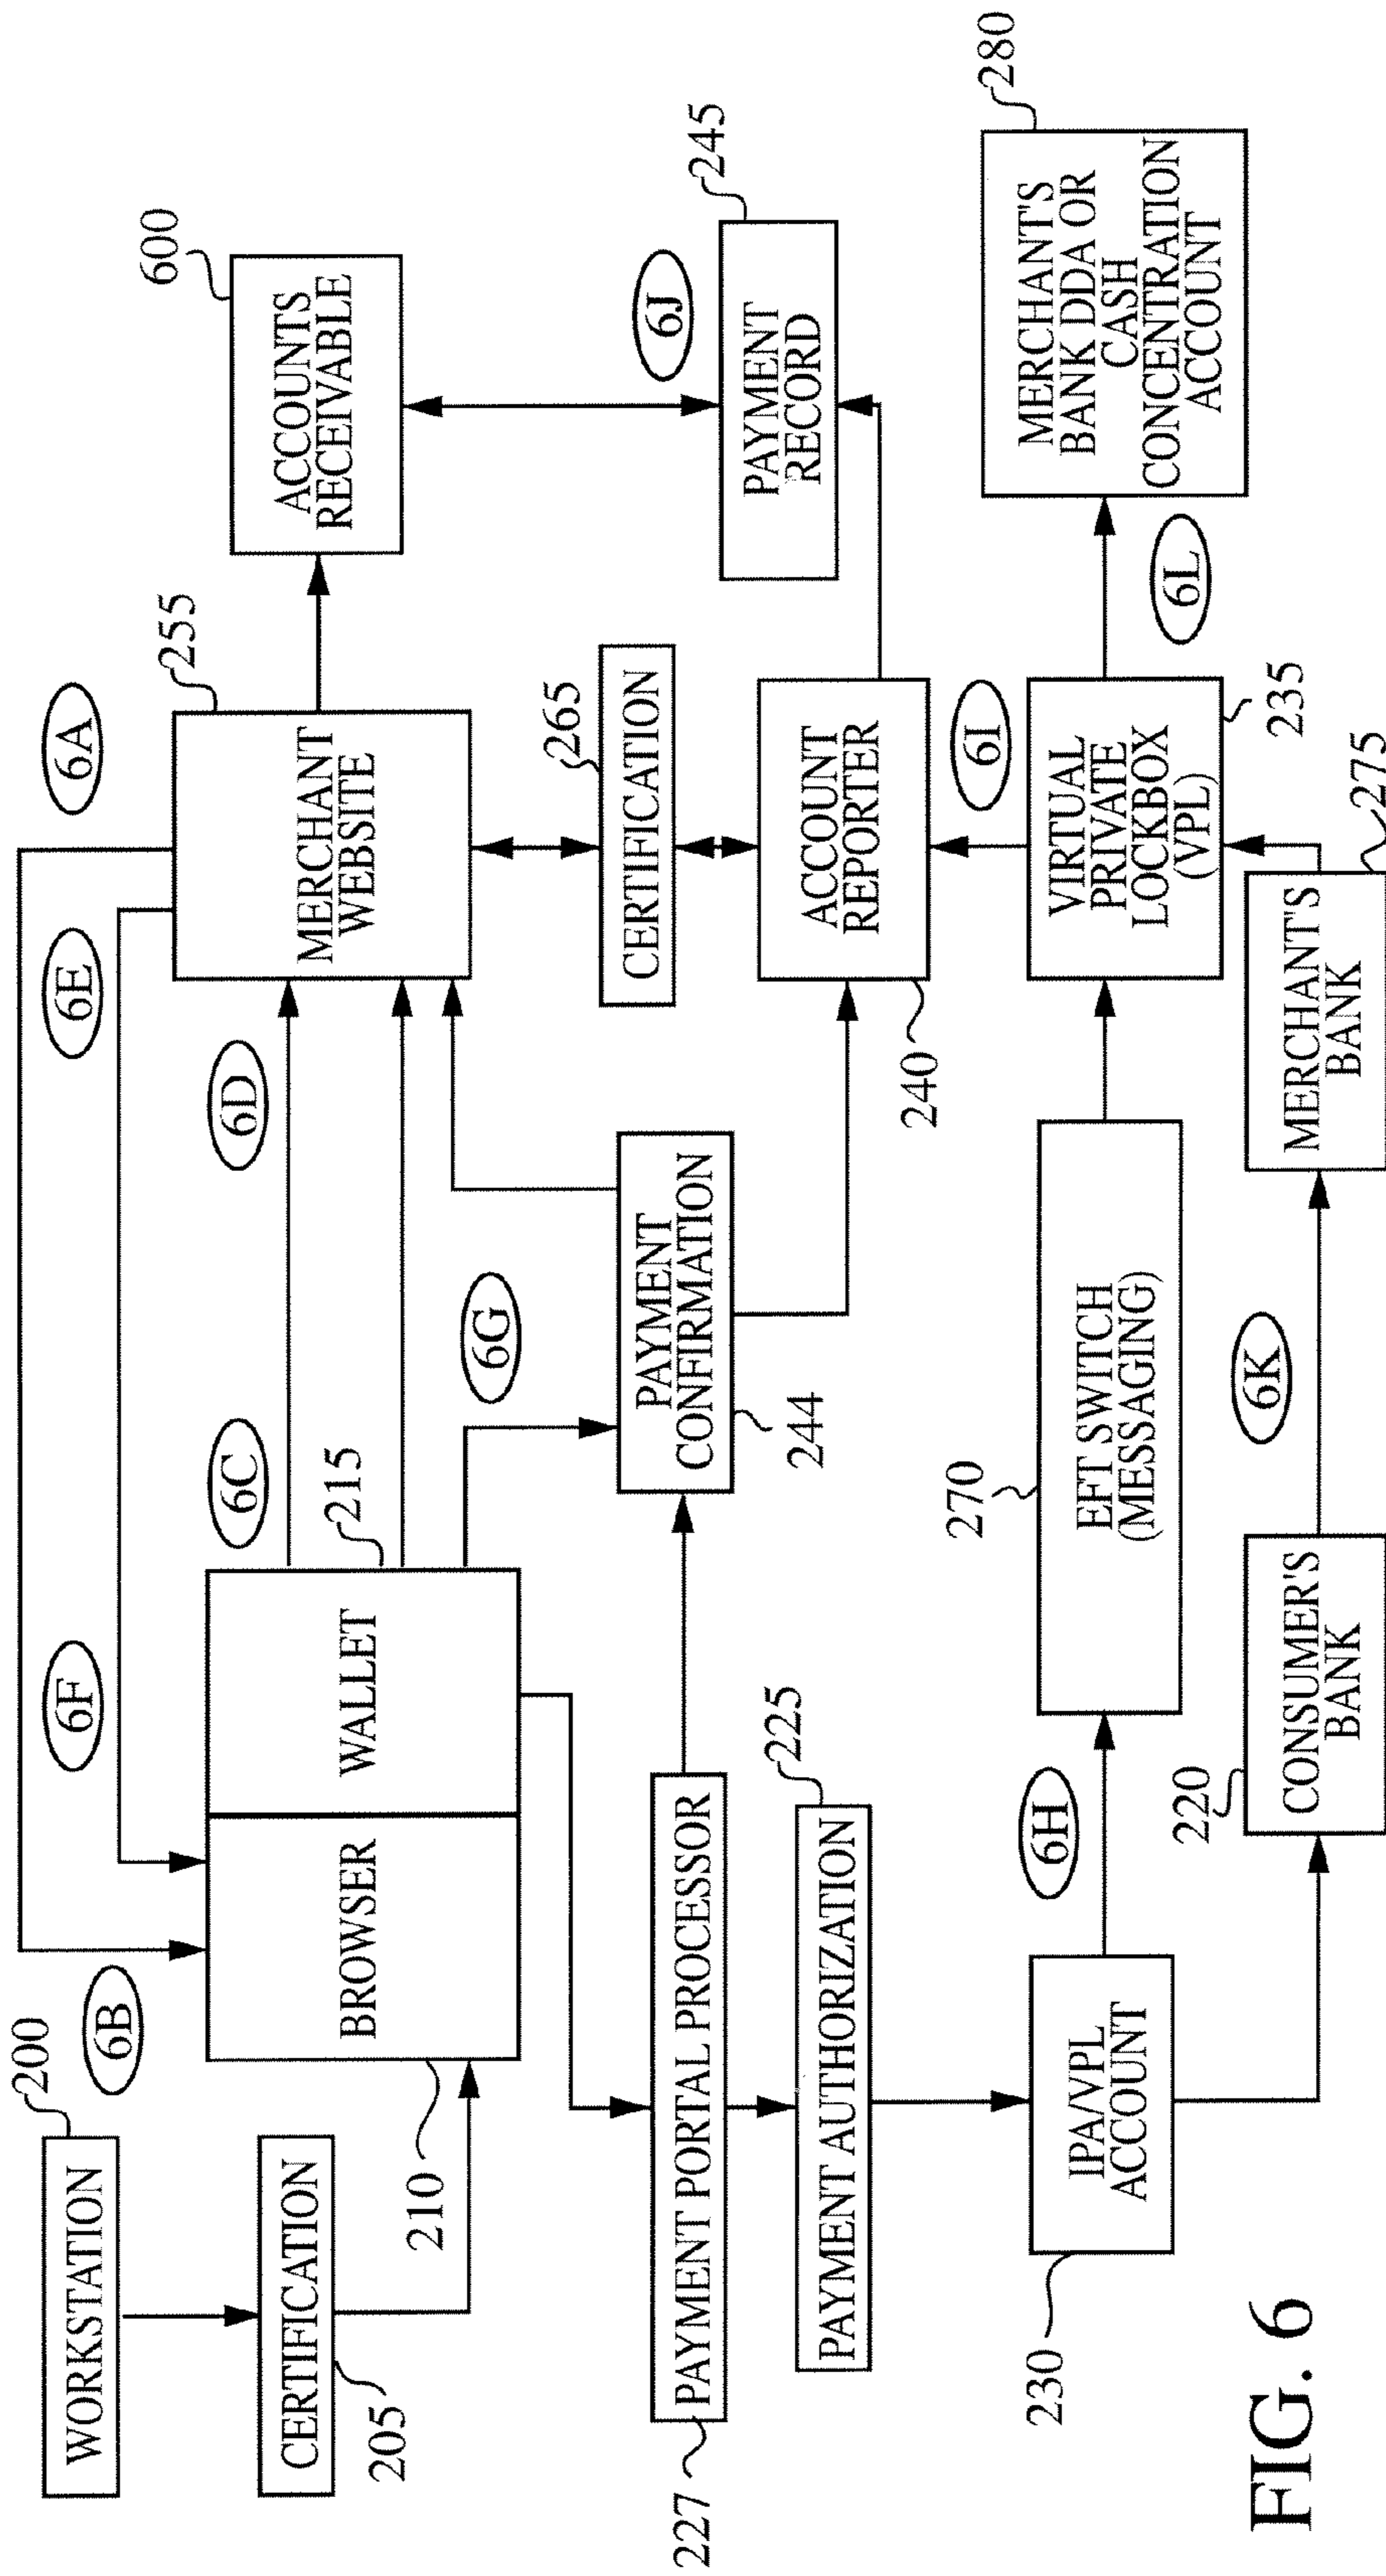 200
WORKSTATION
CERTIFICATION
205
6B
6F
6E
6A
BROWSER
210
WALLET
215
6C
6D
MERCHANT
WEBSITE
255
ACCOUNTS
RECEIVABLE
600
6G
PAYMENT
CONFIRMATION
244
CERTIFICATION
265
6J
PAYMENT
RECORD
245
PAYMENT PORTAL PROCESSOR
227
PAYMENT AUTHORIZATION
225
ACCOUNT
REPORTER
240
6I
IPA/VPL
ACCOUNT
230
6H
EFT SWITCH
(MESSAGING)
270
VIRTUAL
PRIVATE
LOCKBOX
(VPL)
235
6L
MERCHANT'S
BANK DDA OR
CASH
CONCENTRATION
ACCOUNT
280
CONSUMER'S
BANK
220
6K
MERCHANT'S
BANK
275
FIG. 6